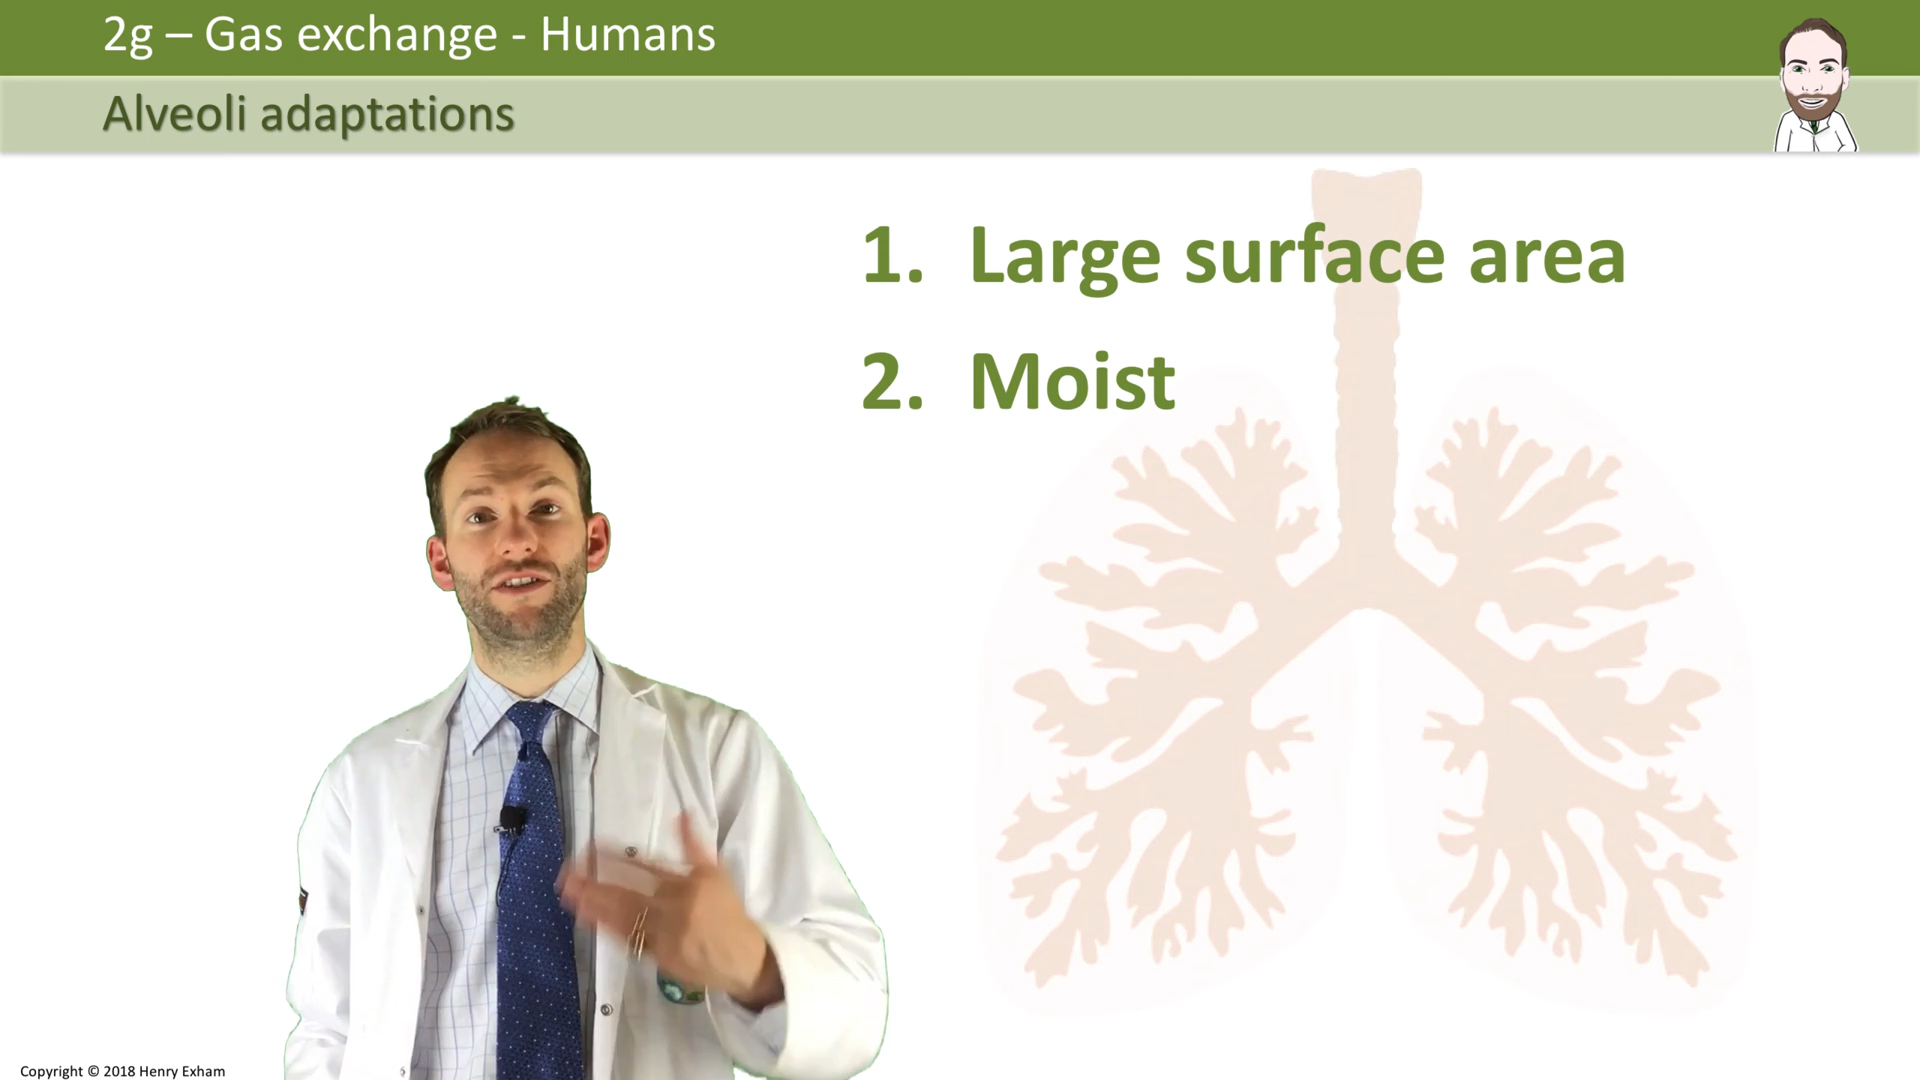 2g – Gas exchange - Humans
Alveoli adaptations
1. Large surface area
2. Moist
Copyright © 2018 Henry Exham